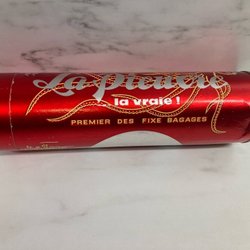 La Pieuvre
la vraie !
PREMIER DES FIXE BAGAGES